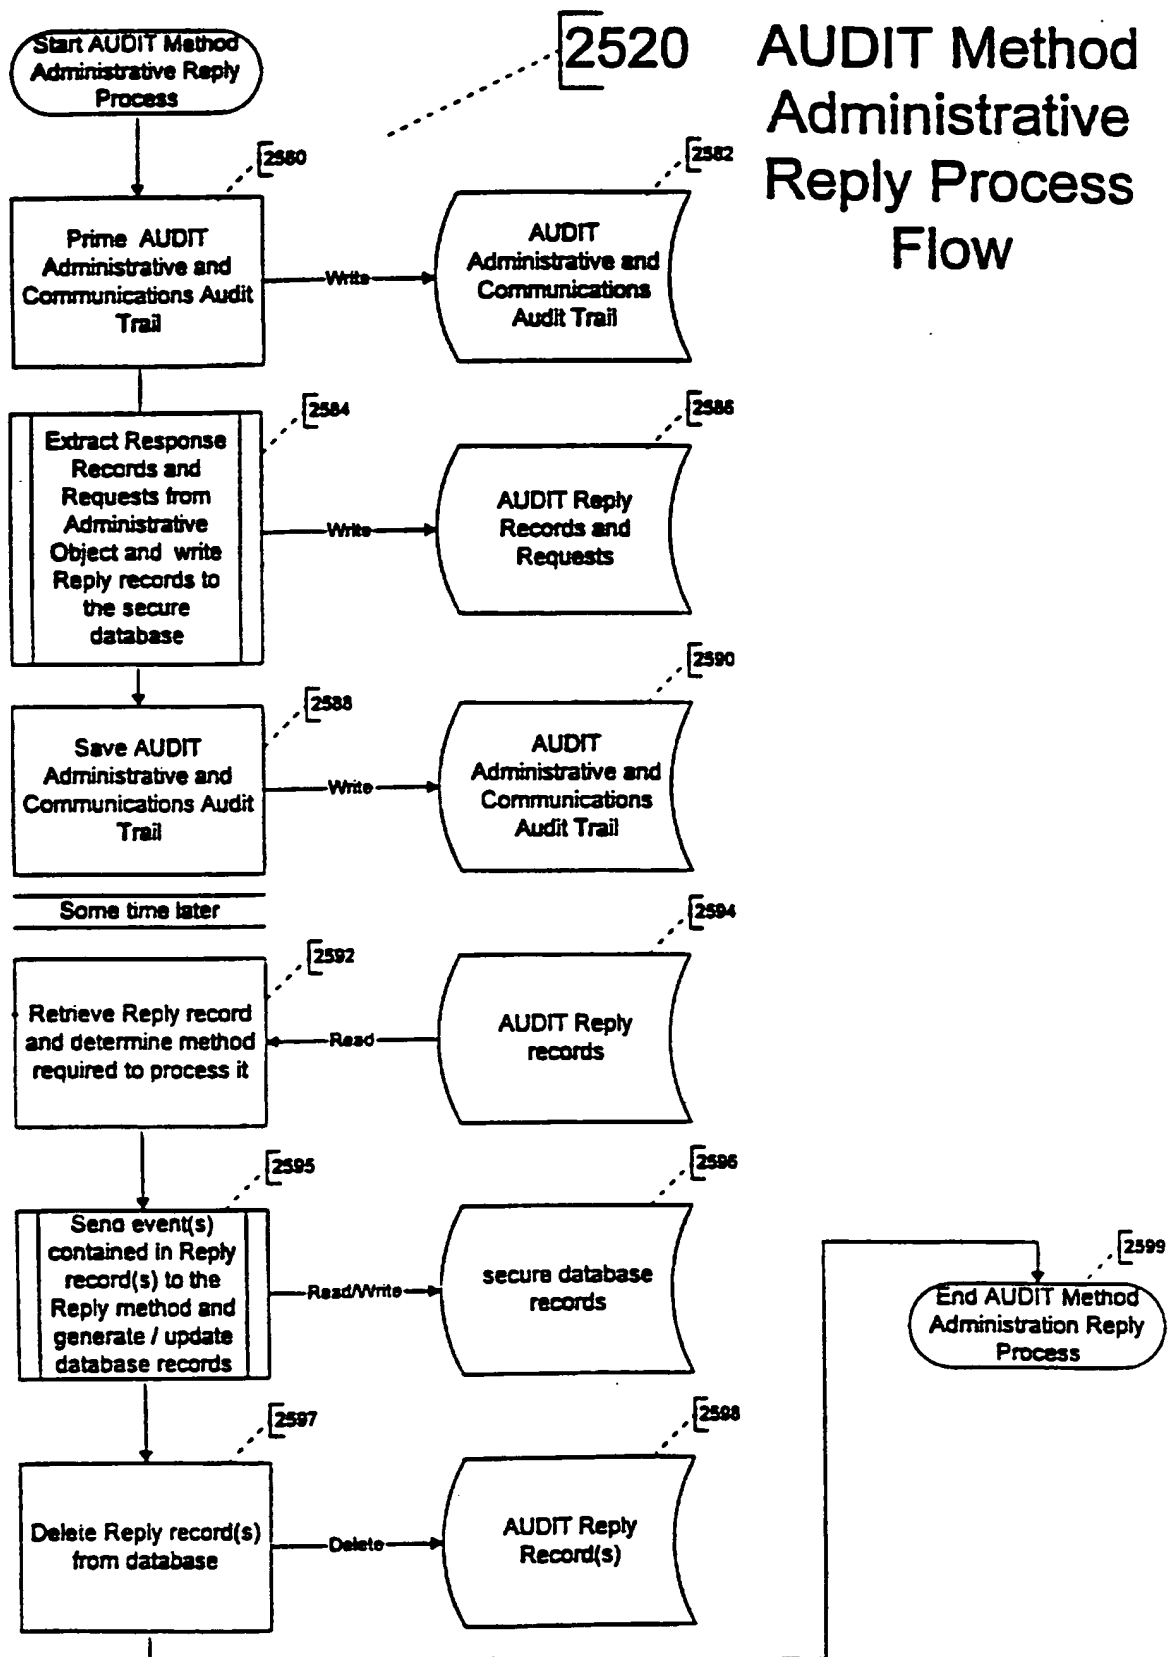 2520
AUDIT Method
Administrative
Reply Process
Flow
Start AUDIT Method
Administrative Reply
Process
2580
Prime AUDIT
Administrative and
Communications Audit
Trail
Write
2582
AUDIT
Administrative and
Communications
Audit Trail
2584
Extract Response
Records and
Requests from
Administrative
Object and write
Reply records to
the secure
database
Write
2586
AUDIT Reply
Records and
Requests
2588
Save AUDIT
Administrative and
Communications Audit
Trail
Write
2590
AUDIT
Administrative and
Communications
Audit Trail
Some time later
2592
Retrieve Reply record
and determine method
required to process it
Read
2594
AUDIT Reply
records
2595
Send event(s)
contained in Reply
record(s) to the
Reply method and
generate / update
database records
Read/Write
2596
secure database
records
2597
Delete Reply record(s)
from database
Delete
2598
AUDIT Reply
Record(s)
2599
End AUDIT Method
Administration Reply
Process